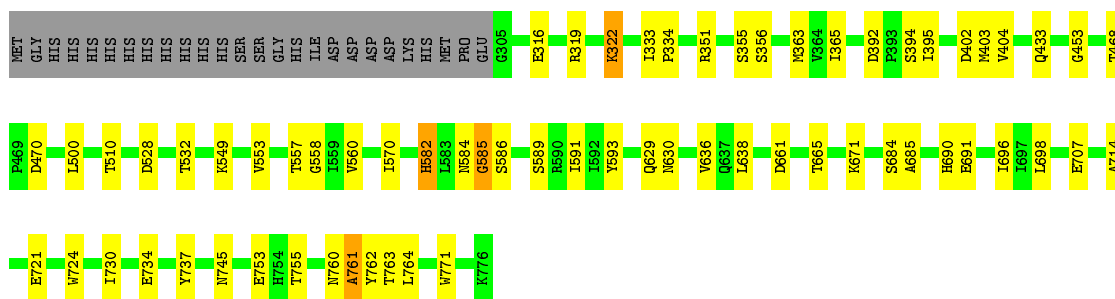 MET GLY HIS HIS HIS HIS HIS HIS HIS HIS HIS HIS SER SER GLY HIS ILE ASP ASP ASP ASP LYS HIS MET PRO GLU G305 E316 R319 K322 I333 P334 R351 S355 S356 M363 V364 I365 D392 P393 S394 I395 D402 M403 V404 Q433 G453 T468
P469 D470 L500 T510 D528 T532 K549 V553 T557 G558 I559 V560 I570 H582 L583 N584 G585 S586 S589 R590 I591 I592 Y593 Q629 N630 V636 Q637 L638 D661 T665 K671 S684 A685 H690 E691 I696 I697 L698 E707 A714
E721 W724 I730 E734 Y737 N745 E753 H754 T755 N760 A761 Y762 T763 L764 W771 K776